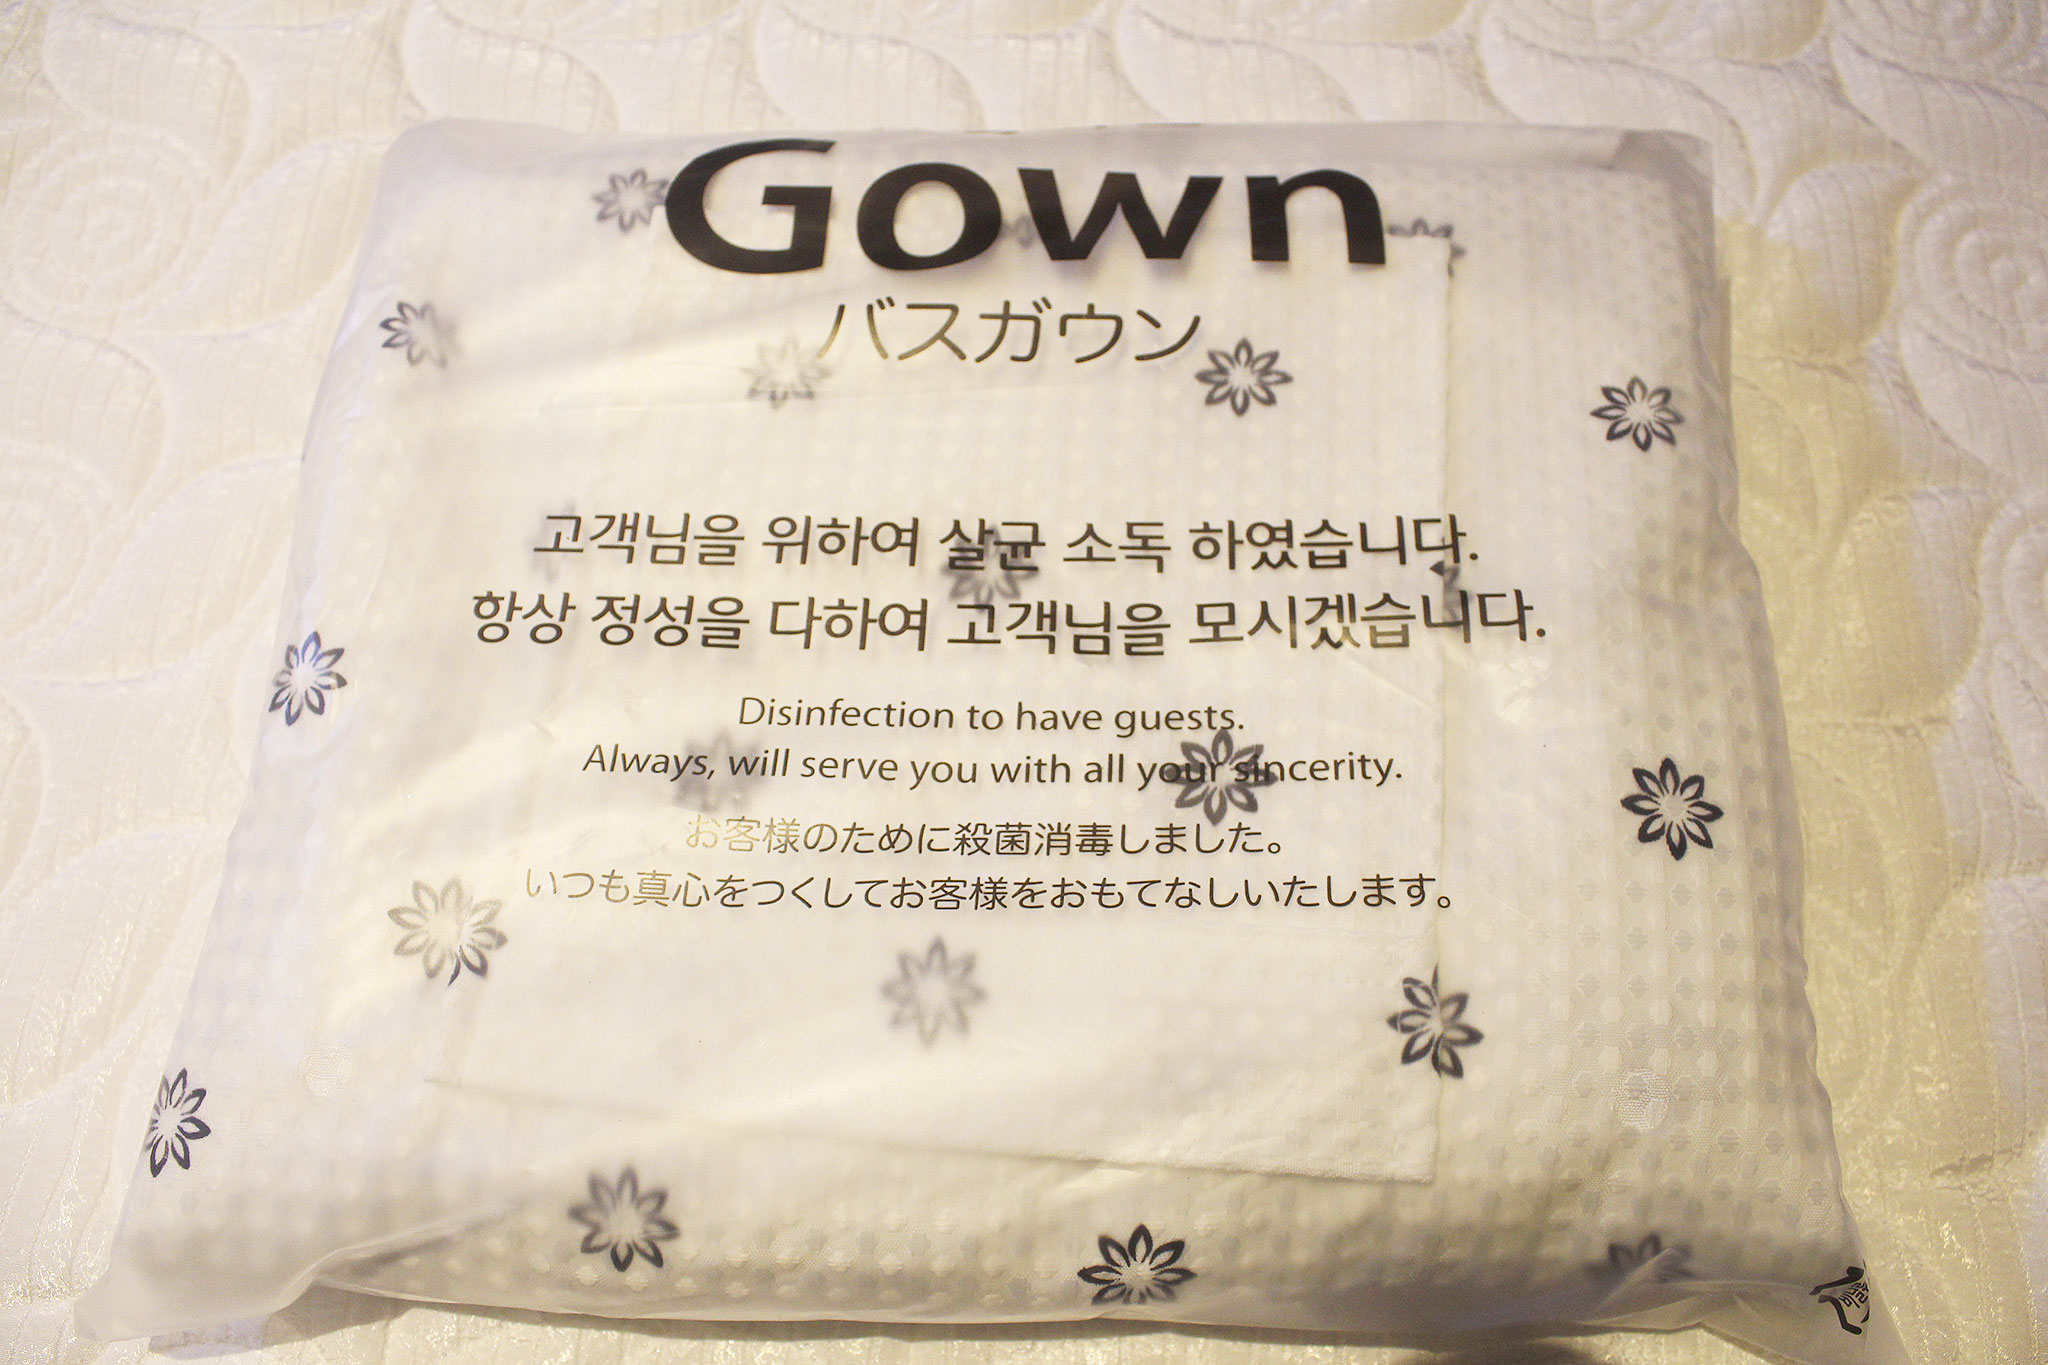 Gown
バスガウン
고객님을 위하여 살균 소독 하였습니다.
항상 정성을 다하여 고객님을 모시겠습니다.
Disinfection to have guests.
Always, will serve you with all your sincerity.
お客様のために殺菌消毒しました。
いつも真心をつくしてお客様をおもてなしいたします。